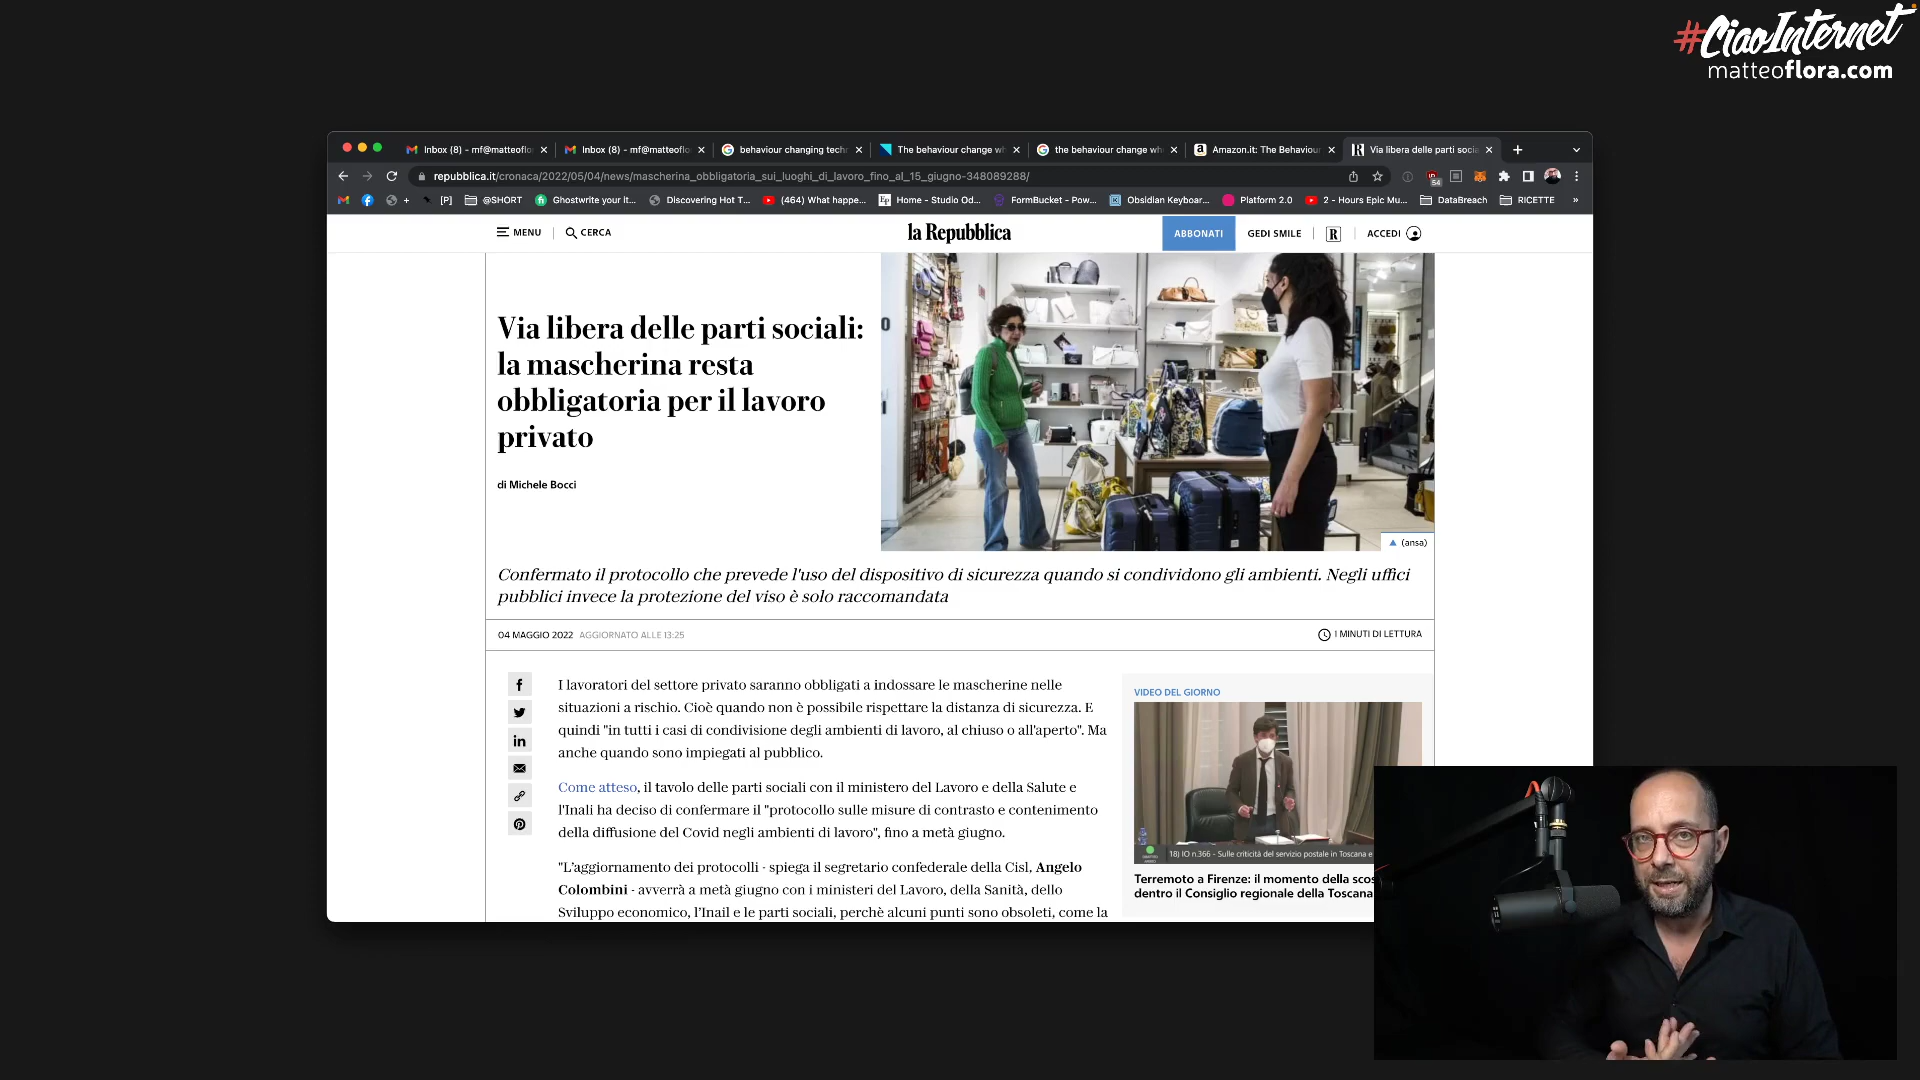 #CiaoInternet
matteoflora.com
Inbox (8) - mf@matteoflo
Inbox (8) - mf@matteoflo
behaviour changing tech
The behaviour change w
the behaviour change wh
Amazon.it: The Behaviour
Via libera delle parti socia
repubblica.it/cronaca/2022/05/04/news/mascherina_obbligatoria_sui_luoghi_di_lavoro_fino_al_15_giugno-348089288/
54
[P]
@SHORT
Ghostwrite your it...
Discovering Hot T...
(464) What happe...
Home - Studio Od...
FormBucket - Pow...
Obsidian Keyboar...
Platform 2.0
2 - Hours Epic Mu...
DataBreach
RICETTE
»
MENU
CERCA
la Repubblica
ABBONATI
GEDI SMILE
R
ACCEDI
Via libera delle parti sociali:
la mascherina resta
obbligatoria per il lavoro
privato
di Michele Bocci
(ansa)
Confermato il protocollo che prevede l'uso del dispositivo di sicurezza quando si condividono gli ambienti. Negli uffici
pubblici invece la protezione del viso è solo raccomandata
04 MAGGIO 2022 AGGIORNATO ALLE 13:25
1 MINUTI DI LETTURA
I lavoratori del settore privato saranno obbligati a indossare le mascherine nelle
situazioni a rischio. Cioè quando non è possibile rispettare la distanza di sicurezza. E
quindi "in tutti i casi di condivisione degli ambienti di lavoro, al chiuso o all'aperto". Ma
anche quando sono impiegati al pubblico.
Come atteso, il tavolo delle parti sociali con il ministero del Lavoro e della Salute e
l'Inail ha deciso di confermare il "protocollo sulle misure di contrasto e contenimento
della diffusione del Covid negli ambienti di lavoro", fino a metà giugno.
"L'aggiornamento dei protocolli - spiega il segretario confederale della Cisl, Angelo
Colombini - avverrà a metà giugno con i ministeri del Lavoro, della Sanità, dello
Sviluppo economico, l'Inail e le parti sociali, perchè alcuni punti sono obsoleti, come la
VIDEO DEL GIORNO
18) IO n.366 - Sulle criticità del servizio postale in Toscana e
Terremoto a Firenze: il momento della scos
dentro il Consiglio regionale della Toscana